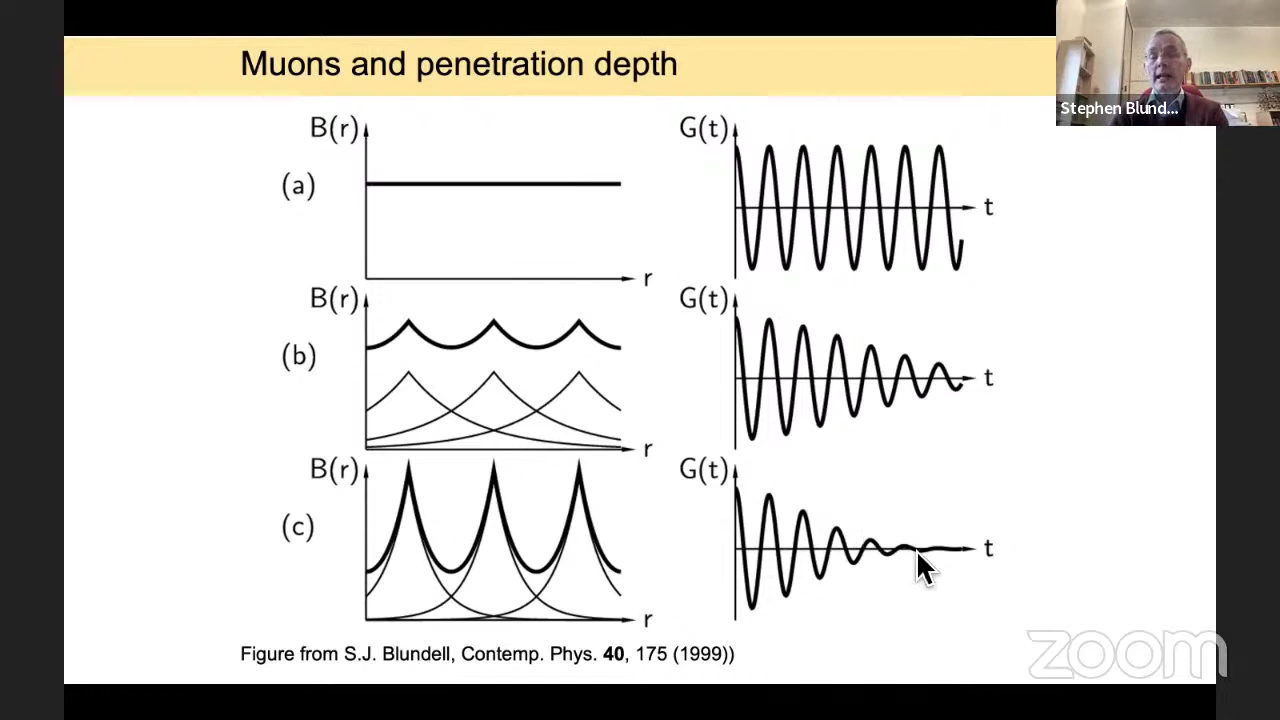 Muons and penetration depth
Stephen Blund...
B(r)
G(t)
(a)
t
r
B(r)
G(t)
(b)
t
r
B(r)
G(t)
(c)
t
r
Figure from S.J. Blundell, Contemp. Phys. 40, 175 (1999))
zoom